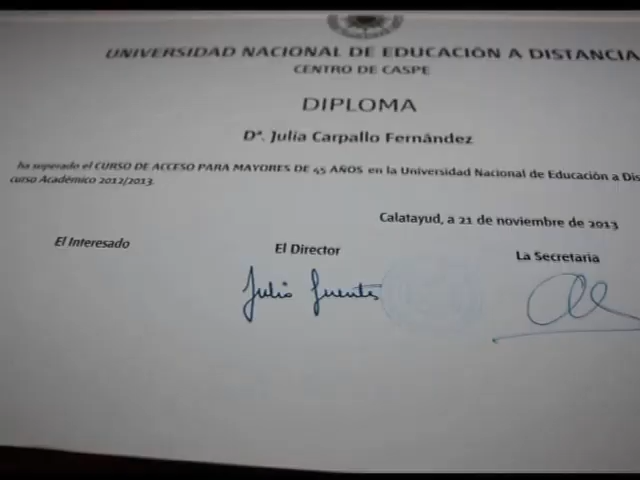 UNIVERSIDAD NACIONAL DE EDUCACIÓN A DISTANCIA
CENTRO DE CASPE
DIPLOMA
Dª. Julia Carpallo Fernández
ha superado el CURSO DE ACCESO PARA MAYORES DE 45 AÑOS en la Universidad Nacional de Educación a Dis
curso Académico 2012/2013.
Calatayud, a 21 de noviembre de 2013
El Interesado
El Director
La Secretaria
Julio Fuentes